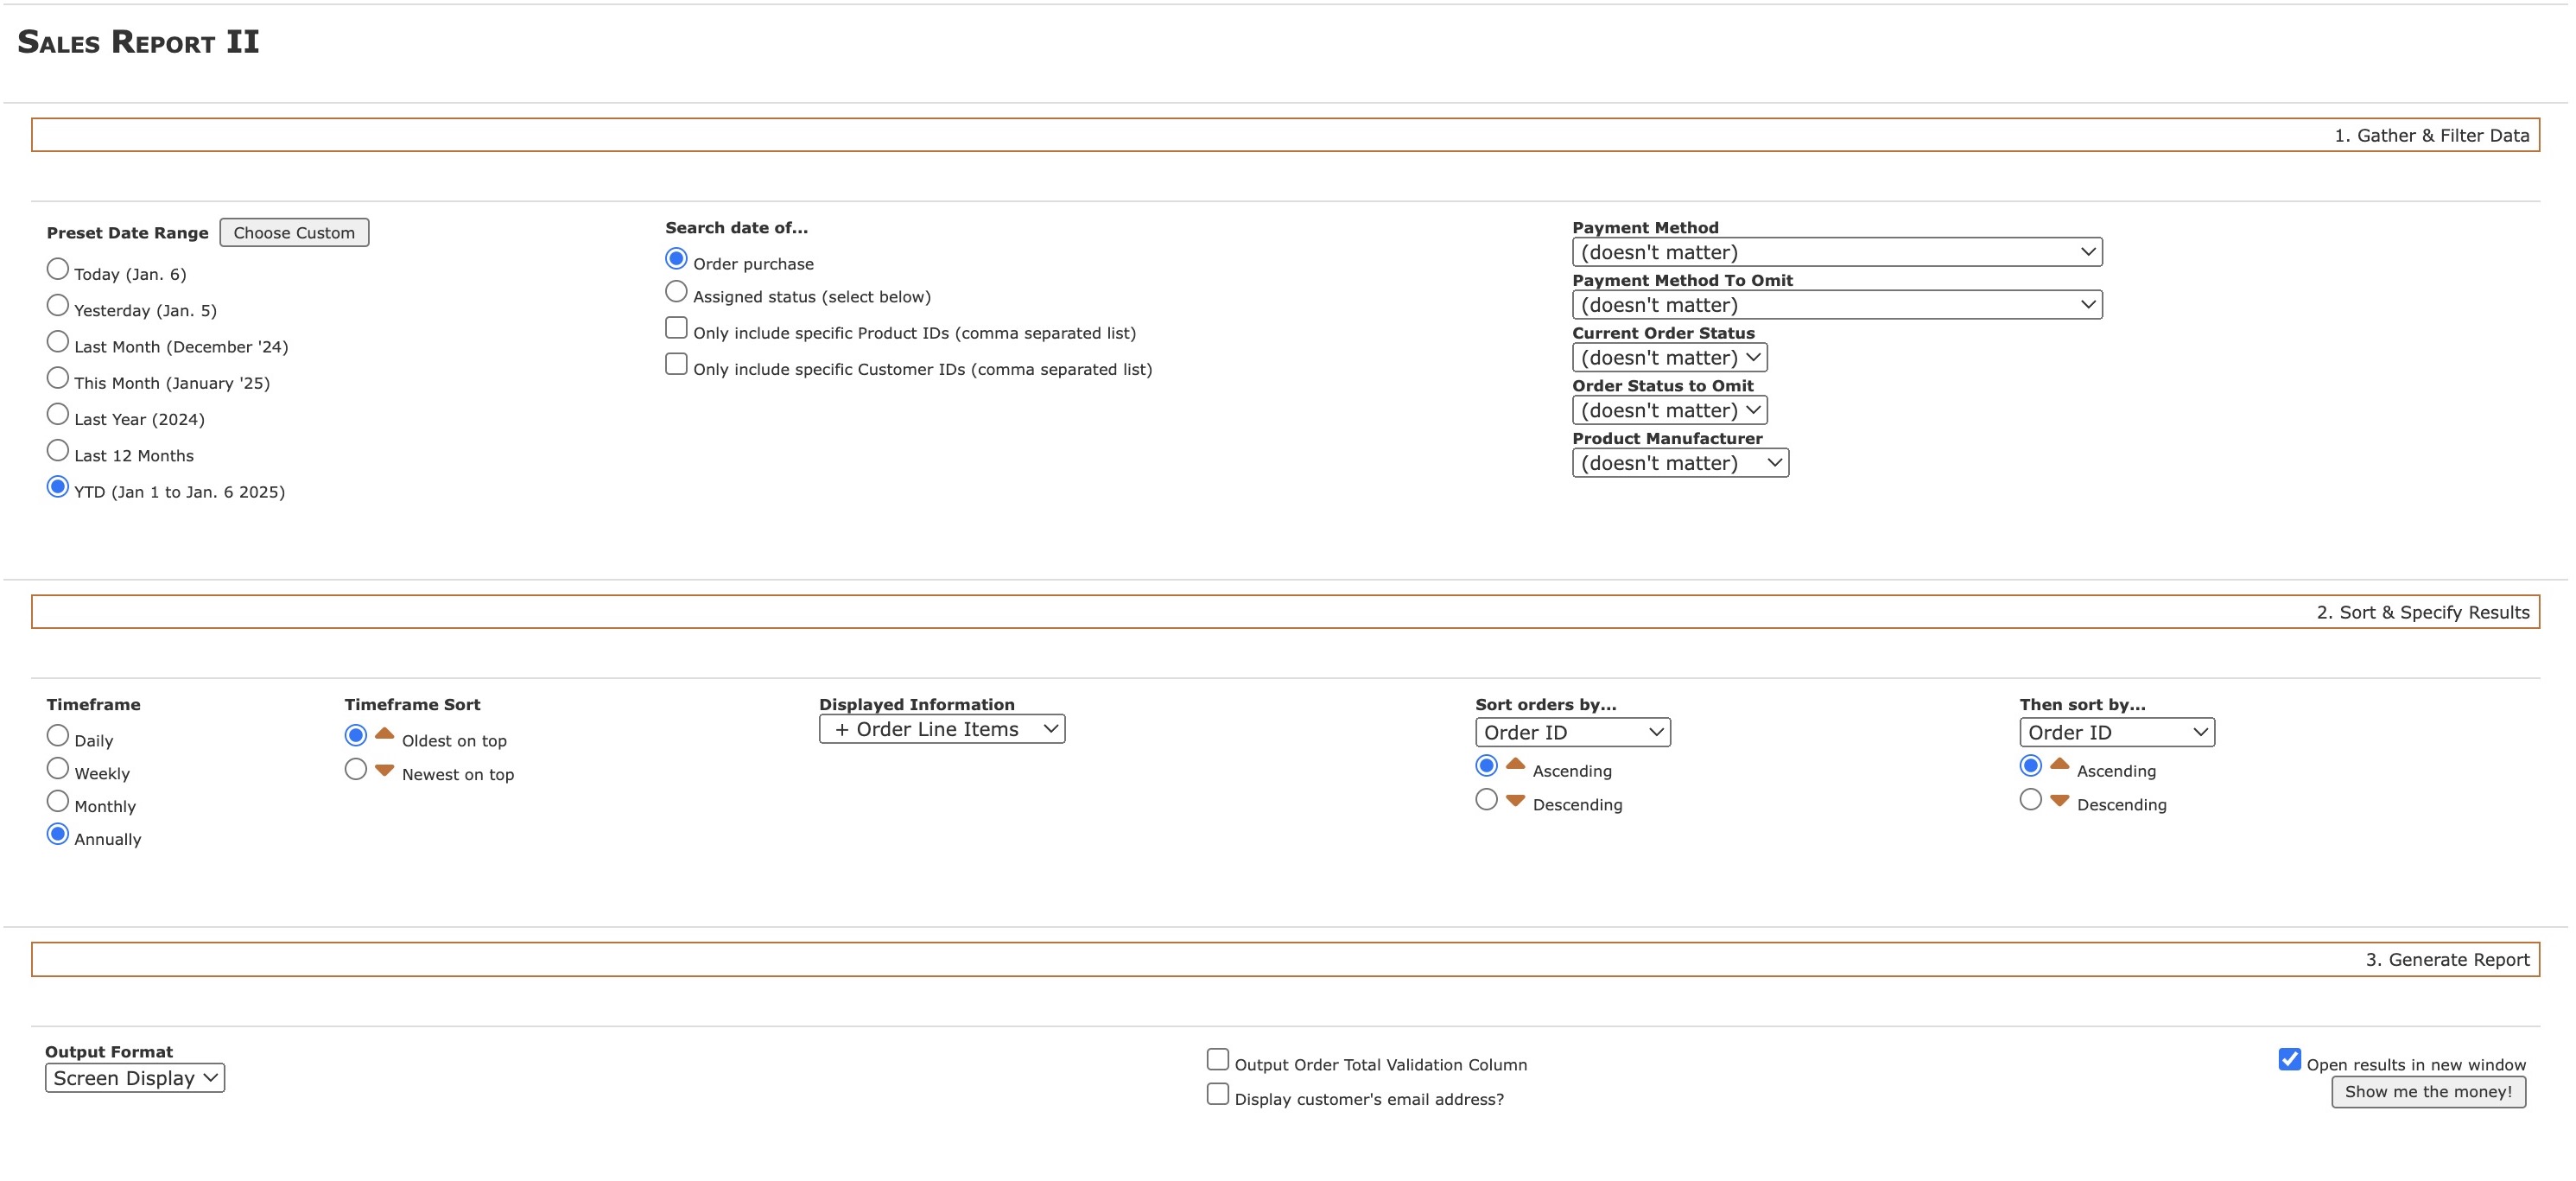 Sales Report II
1. Gather & Filter Data
Preset Date Range Choose Custom
Today (Jan. 6)
Yesterday (Jan. 5)
Last Month (December '24)
This Month (January '25)
Last Year (2024)
Last 12 Months
YTD (Jan 1 to Jan. 6 2025)
Search date of...
Order purchase
Assigned status (select below)
Only include specific Product IDs (comma separated list)
Only include specific Customer IDs (comma separated list)
Payment Method
(doesn't matter)
Payment Method To Omit
(doesn't matter)
Current Order Status
(doesn't matter)
Order Status to Omit
(doesn't matter)
Product Manufacturer
(doesn't matter)
2. Sort & Specify Results
Timeframe
Daily
Weekly
Monthly
Annually
Timeframe Sort
Oldest on top
Newest on top
Displayed Information
+ Order Line Items
Sort orders by...
Order ID
Ascending
Descending
Then sort by...
Order ID
Ascending
Descending
3. Generate Report
Output Format
Screen Display
Output Order Total Validation Column
Display customer's email address?
Open results in new window
Show me the money!